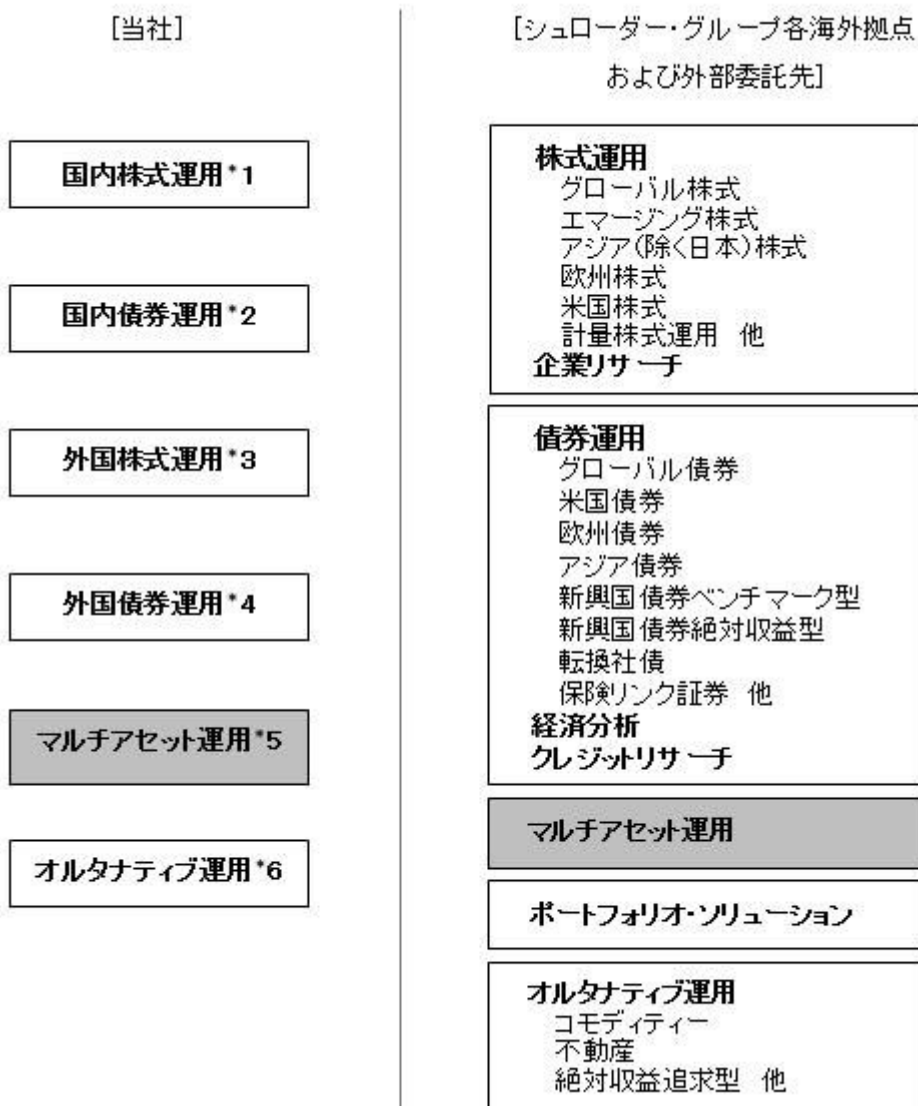 [当社]
国内株式運用*1
国内債券運用*2
外国株式運用*3
外国債券運用*4
マルチアセット運用*5
オルタナティブ運用*6
[シュローダー・グループ各海外拠点
および外部委託先]
株式運用
グローバル株式
エマージング株式
アジア(除く日本)株式
欧州株式
米国株式
計量株式運用 他
企業リサーチ
債券運用
グローバル債券
米国債券
欧州債券
アジア債券
新興国債券ベンチマーク型
新興国債券絶対収益型
転換社債
保険リンク証券 他
経済分析
クレジットリサーチ
マルチアセット運用
ポートフォリオ・ソリューション
オルタナティブ運用
コモディティー
不動産
絶対収益追求型 他